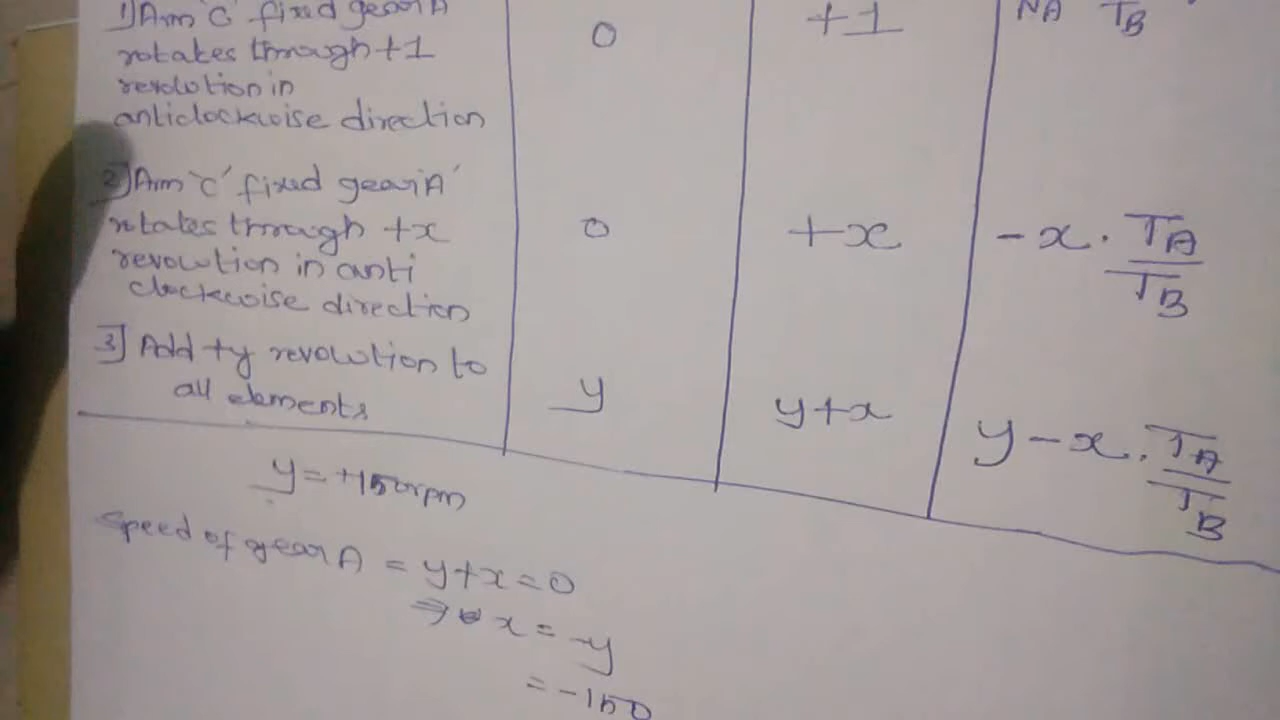 1) Arm 'C' fixed gear A 0 +1 NA TB
rotates through +1
revolution in
anticlockwise direction
2] Arm 'C' fixed gear 'A'
rotates through +x 0 +x -x . TA/TB
revolution in anti
clockwise direction
3] Add +y revolution to
all elements y y+x y-x . TA/TB
y = +150rpm
Speed of gear A = y+x=0
⇒ x = -y
= -150